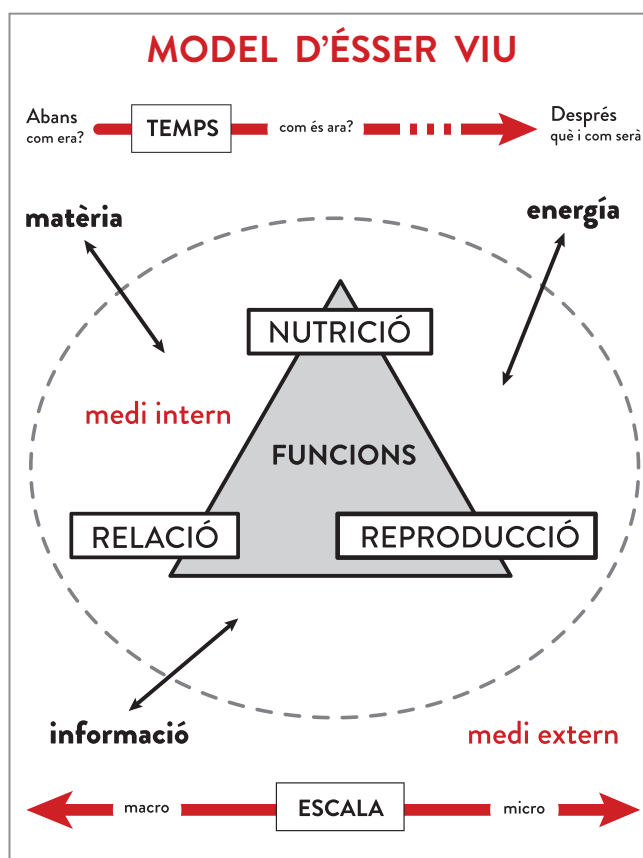 MODEL D'ÉSSER VIU
Abans
com era?
TEMPS
com és ara?
Després
què i com serà
matèria
energía
NUTRICIÓ
medi intern
FUNCIONS
RELACIÓ
REPRODUCCIÓ
informació
medi extern
macro
ESCALA
micro